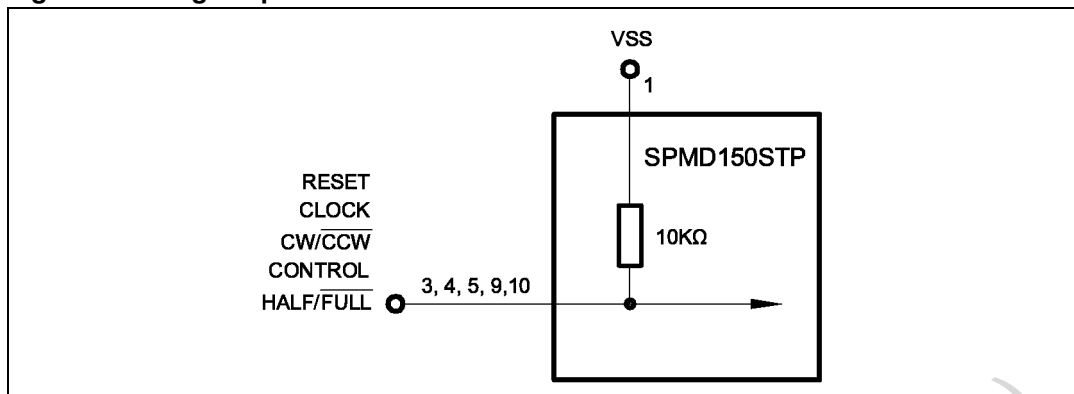 VSS
1
SPMD150STP
RESET
CLOCK
CW/CCW
CONTROL
HALF/FULL
10KΩ
3, 4, 5, 9,10